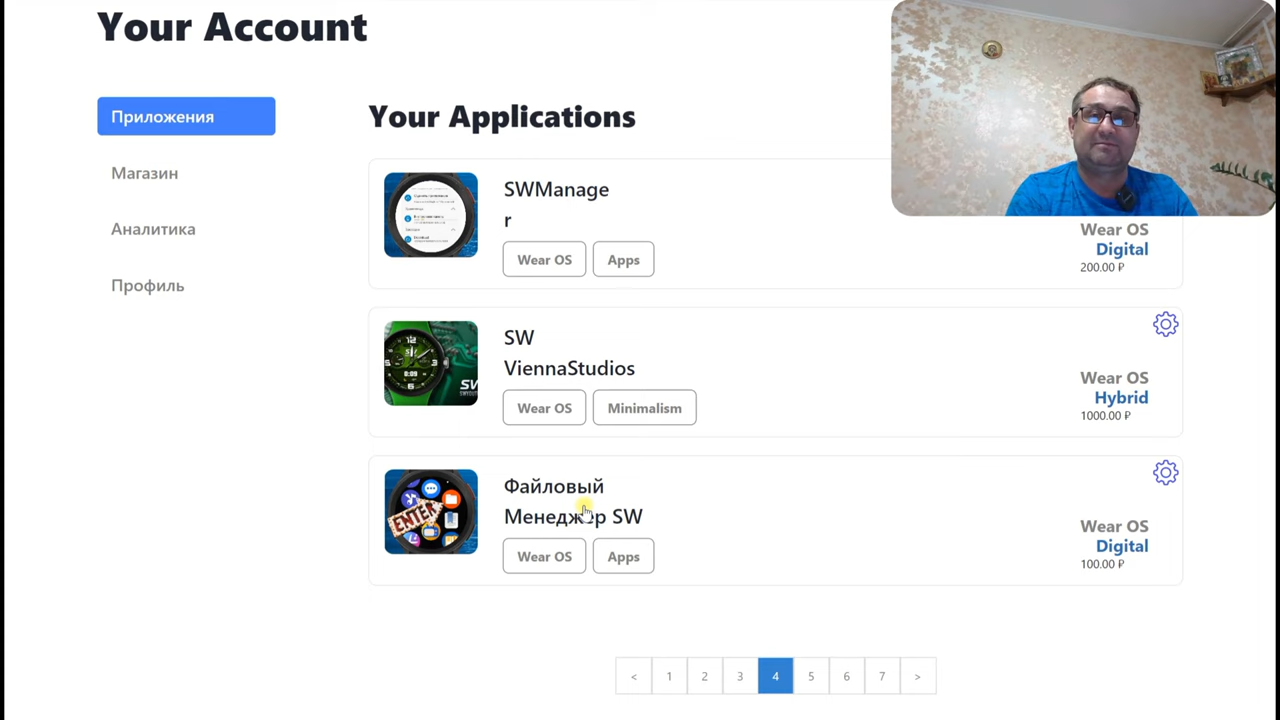 Your Account
Приложения
Магазин
Аналитика
Профиль
Your Applications
SWManage
r
Wear OS
Apps
Wear OS
Digital
200.00 ₽
SW
ViennaStudios
Wear OS
Minimalism
Wear OS
Hybrid
1000.00 ₽
ENTER
Файловый
Менеджер SW
Wear OS
Apps
Wear OS
Digital
100.00 ₽
< 1 2 3 4 5 6 7 >